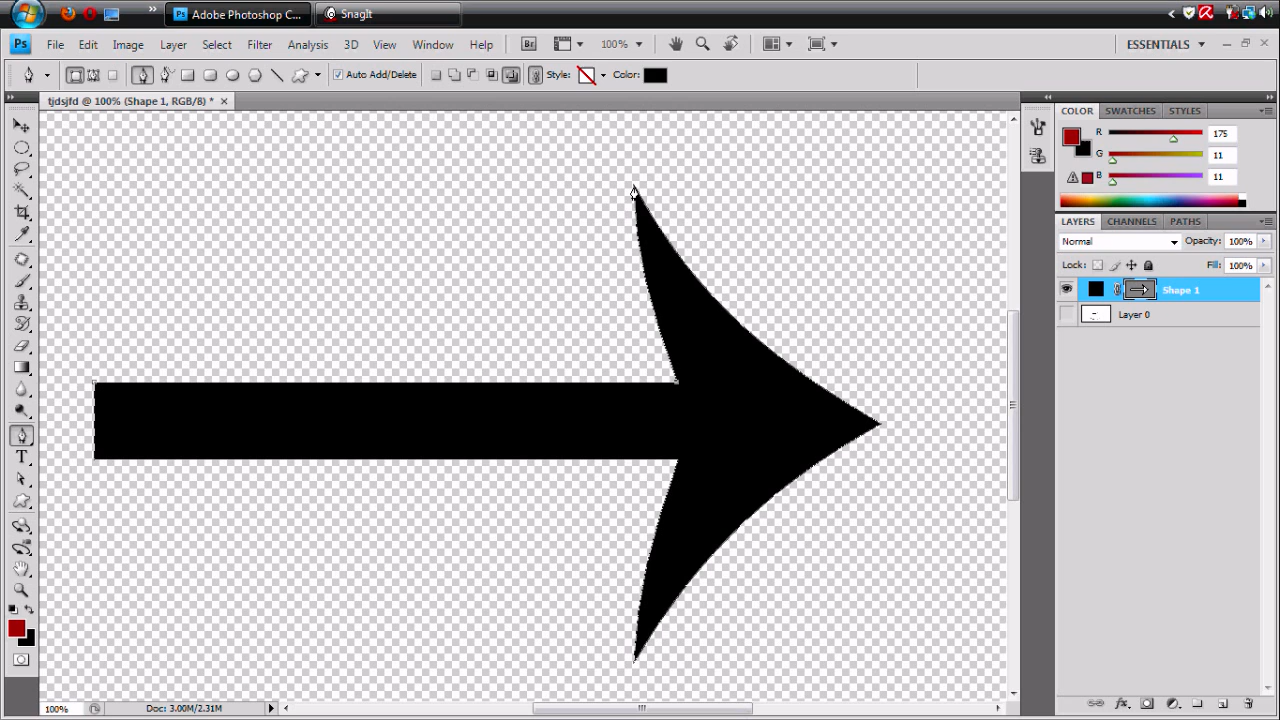 Ps Adobe Photoshop C...
SnagIt
Ps File Edit Image Layer Select Filter Analysis 3D View Window Help Br 100% ESSENTIALS
Auto Add/Delete Style: Color:
tjdsjfd @ 100% (Shape 1, RGB/8) *
COLOR SWATCHES STYLES
R 175
G 11
B 11
LAYERS CHANNELS PATHS
Normal Opacity: 100%
Lock: Fill: 100%
Shape 1
Layer 0
T
100% Doc: 3.00M/2.31M
fx